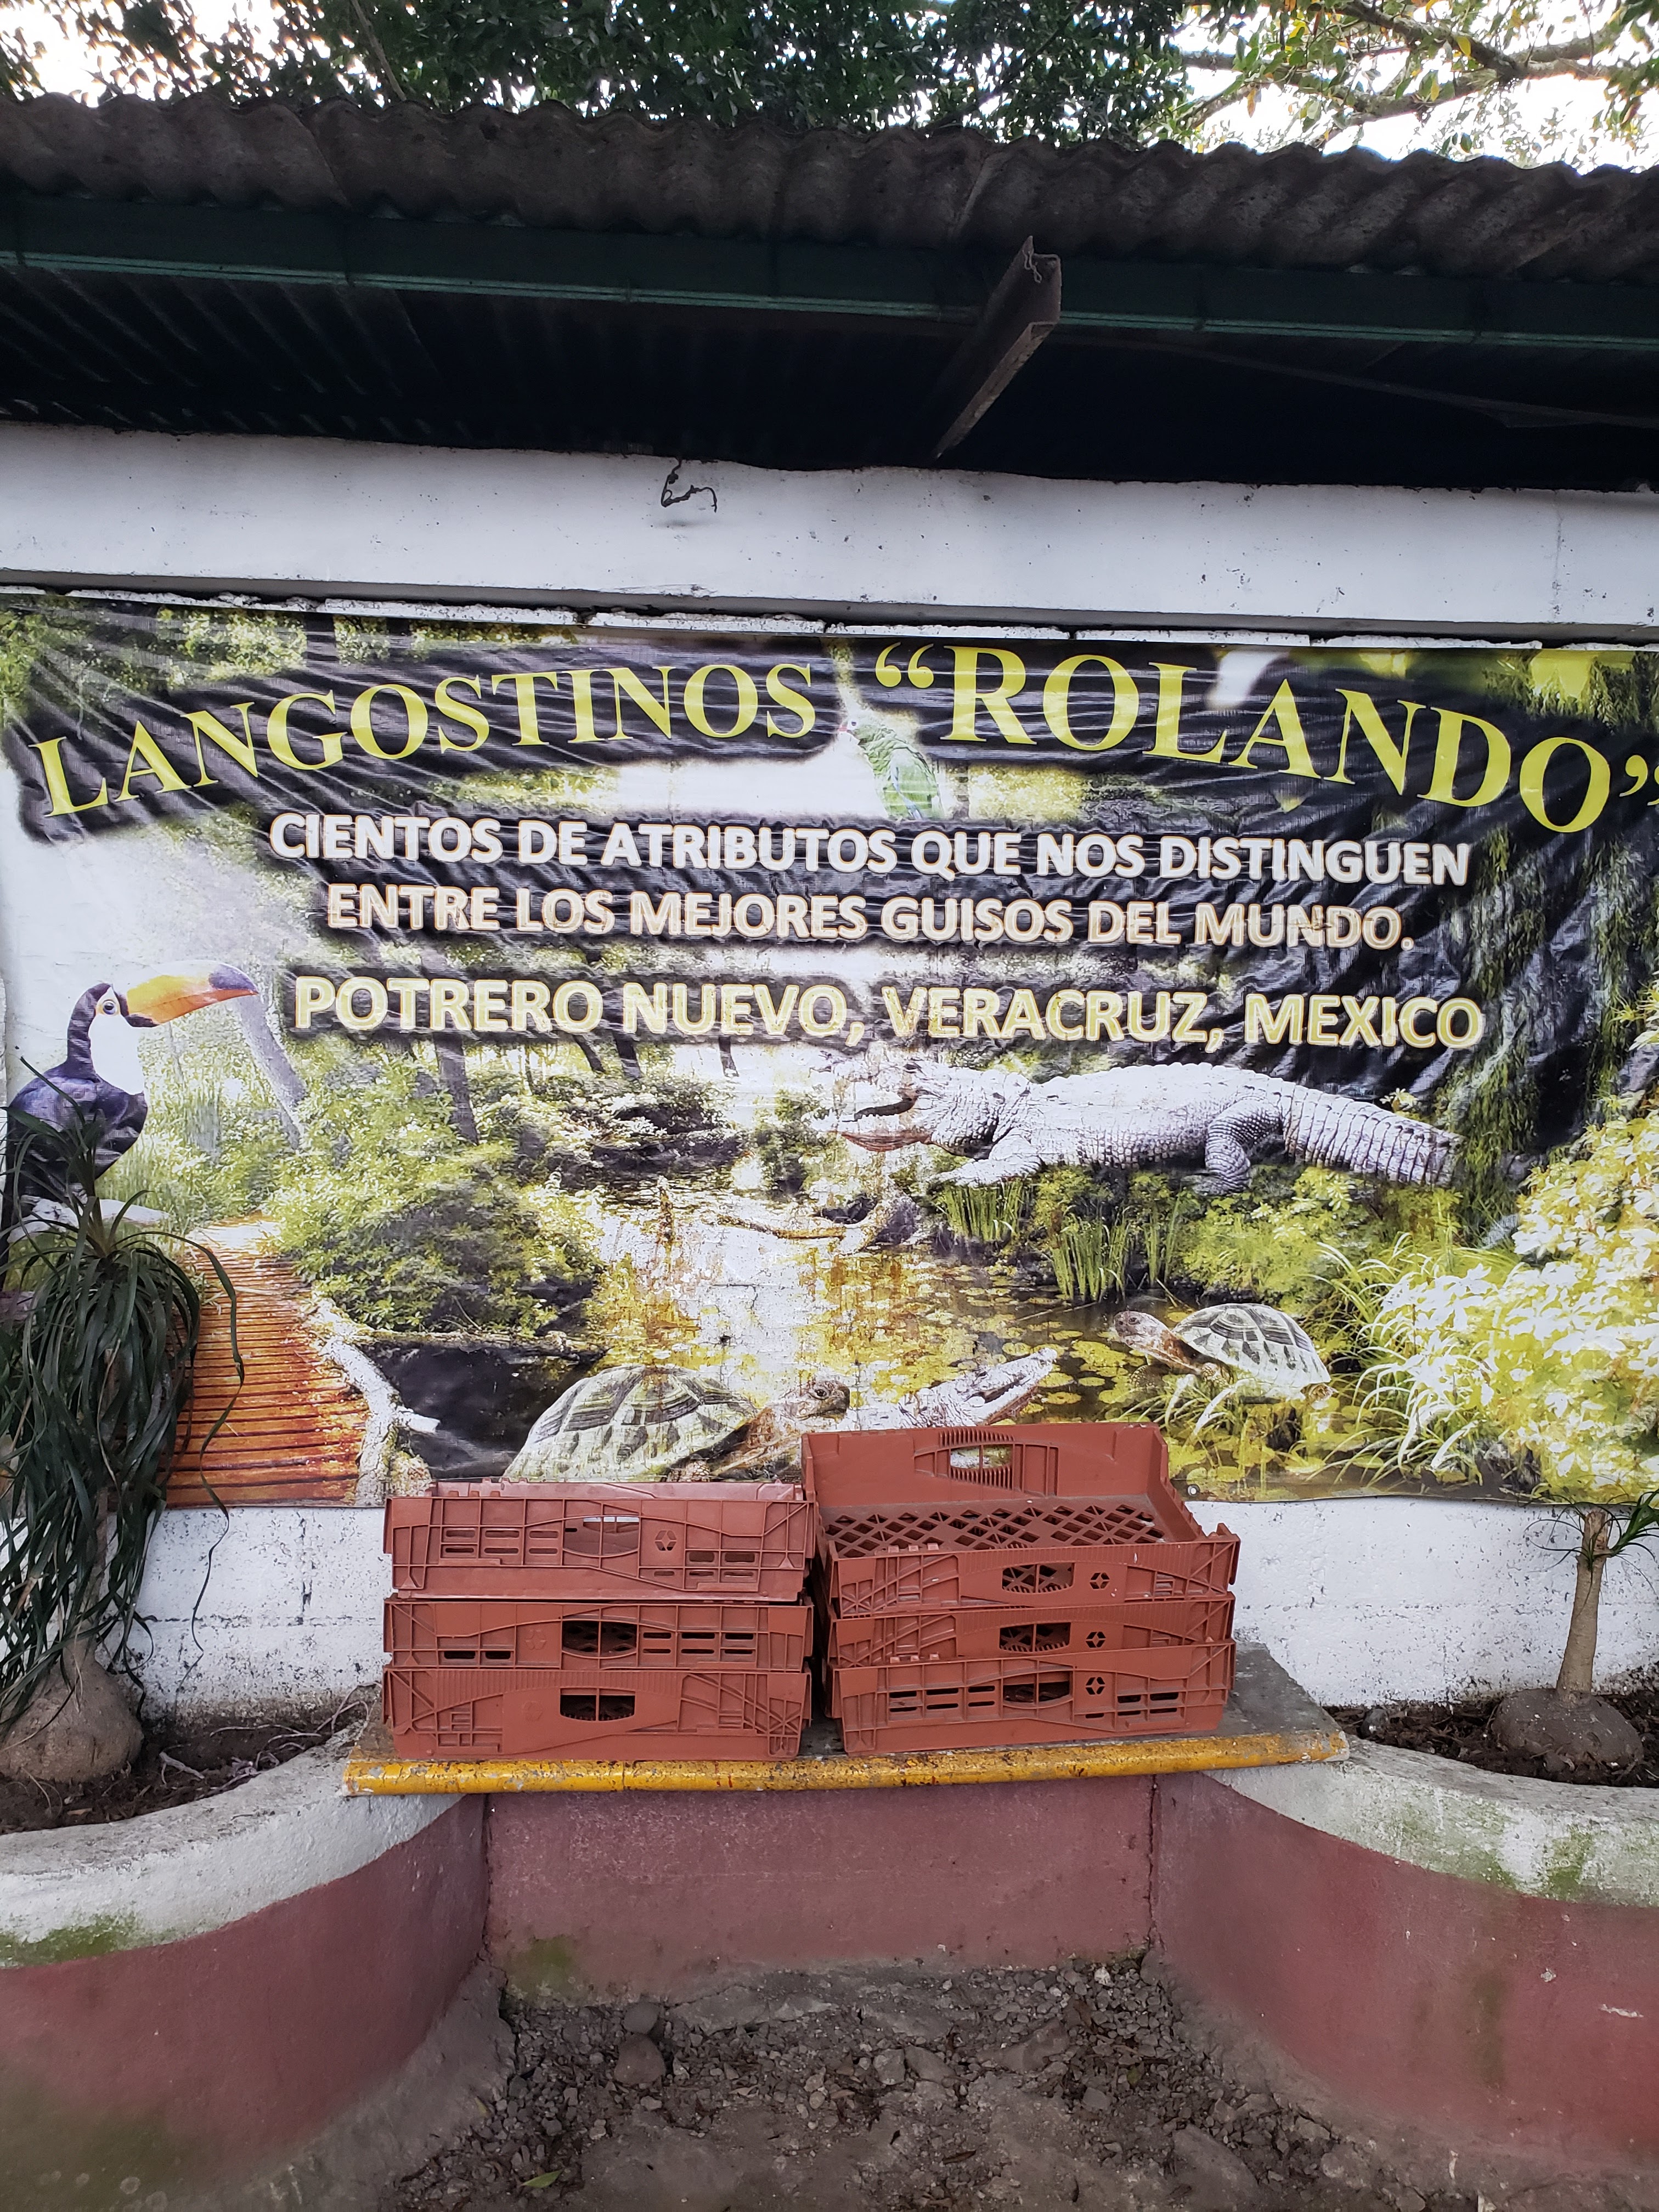 LANGOSTINOS “ROLANDO”
CIENTOS DE ATRIBUTOS QUE NOS DISTINGUEN
ENTRE LOS MEJORES GUISOS DEL MUNDO.
POTRERO NUEVO, VERACRUZ, MEXICO